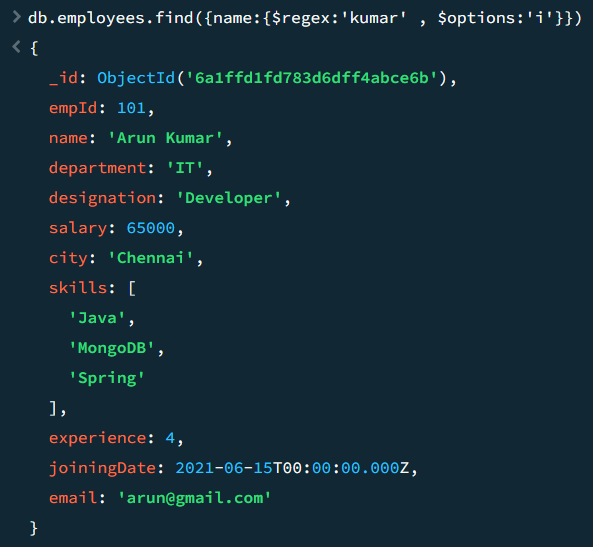 > db.employees.find({name:{$regex:'kumar' , $options:'i'}})
< {
_id: ObjectId('6a1ffd1fd783d6dff4abce6b'),
empId: 101,
name: 'Arun Kumar',
department: 'IT',
designation: 'Developer',
salary: 65000,
city: 'Chennai',
skills: [
'Java',
'MongoDB',
'Spring'
],
experience: 4,
joiningDate: 2021-06-15T00:00:00.000Z,
email: 'arun@gmail.com'
}